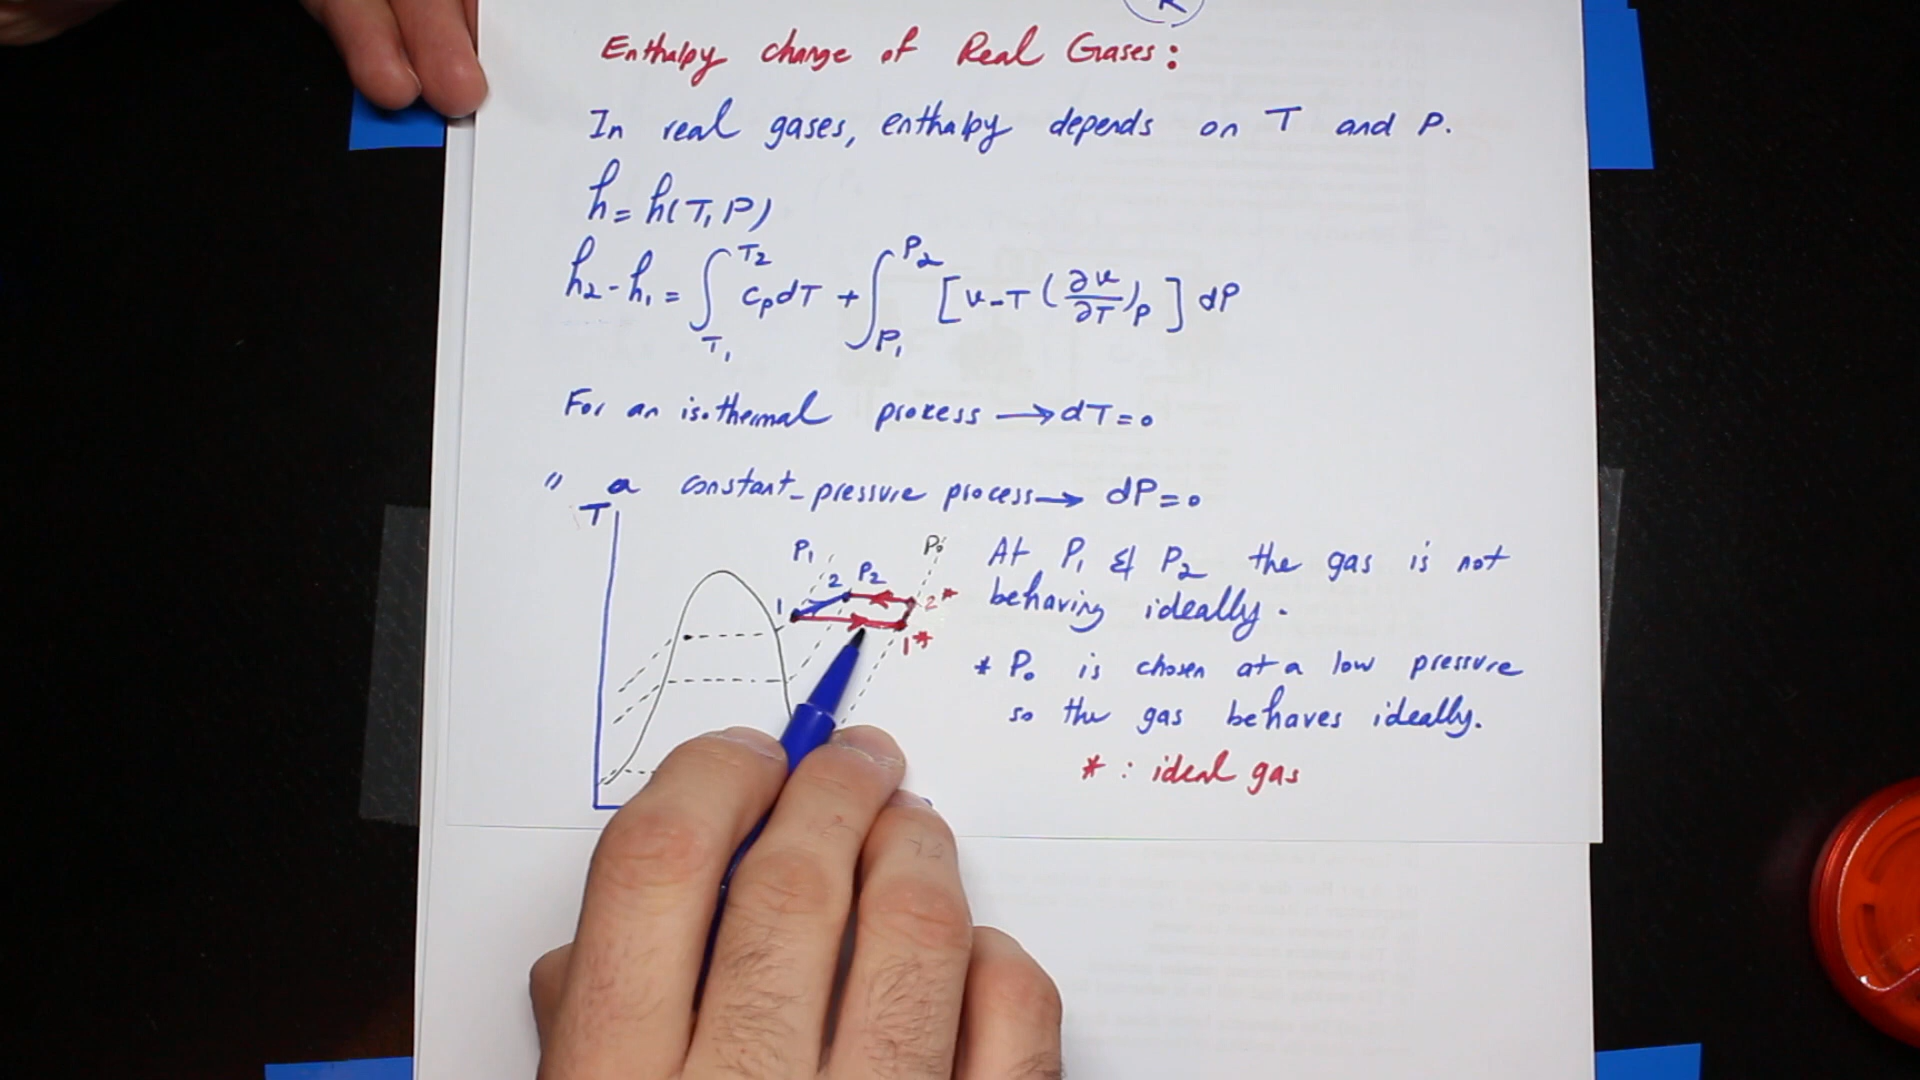 Enthalpy change of Real Gases:
In real gases, enthalpy depends on T and P.
h = h(T, P)
h₂ - h₁ = ∫_{T₁}^{T₂} c_p dT + ∫_{P₁}^{P₂} [v - T (∂v/∂T)_P] dP
For an isothermal process → dT = 0
" a constant-pressure process → dP = 0
T
P₁ P₀
2 P₂
1 2*
1*
At P₁ & P₂ the gas is not
behaving ideally.
* P₀ is chosen at a low pressure
so the gas behaves ideally.
* : ideal gas